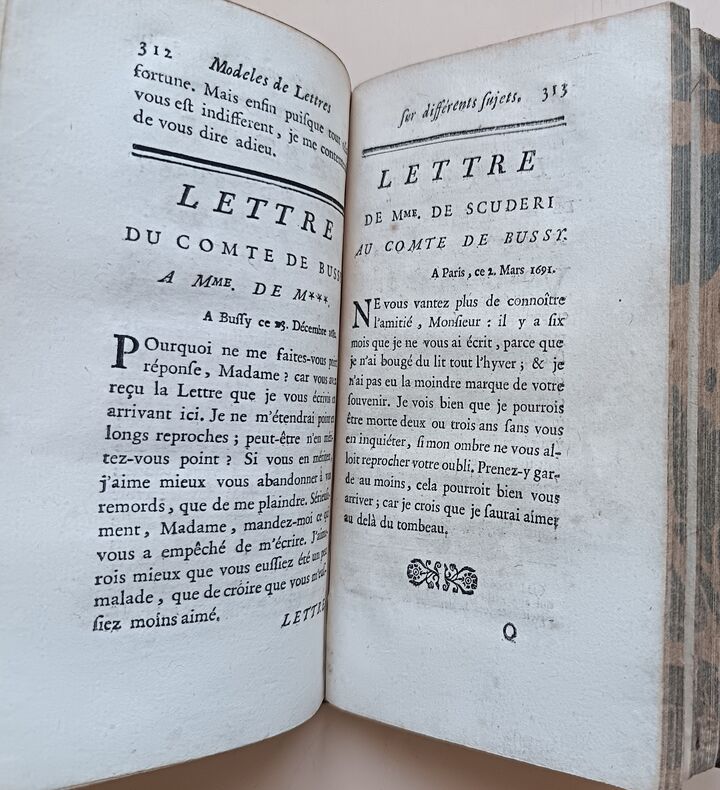 312 Modeles de Lettres
fortune. Mais enfin puisque tout
vous est indifferent, je me
de vous dire adieu.
LETTRE
DU COMTE DE BUSSY
A MME. DE M***.
A Bussy ce 23. Décembre
POurquoi ne me faites-vous point
réponse, Madame? car vous
reçu la Lettre que je vous écrivis en
arrivant ici. Je ne m'étendrai point en
longs reproches; peut-être n'en
tez-vous point? Si vous en méritez,
j'aime mieux vous abandonner à vos
remords, que de me plaindre. Sérieuse-
ment, Madame, mandez-moi ce qui
vous a empêché de m'écrire. J'aime-
rois mieux que vous eussiez été un peu
malade, que de croire que vous m'eus-
siez moins aimé.
LETTRE
sur différents sujets. 313
LETTRE
DE MME. DE SCUDERI
AU COMTE DE BUSSY.
A Paris, ce 2. Mars 1691.
NE vous vantez plus de connoître
l'amitié, Monsieur: il y a six
mois que je ne vous ai écrit, parce que
je n'ai bougé du lit tout l'hyver; & je
n'ai pas eu la moindre marque de votre
souvenir. Je vois bien que je pourrois
être morte deux ou trois ans sans vous
en inquiéter, si mon ombre ne vous al-
loit reprocher votre oubli. Prenez-y gar-
de au moins, cela pourroit bien vous
arriver; car je crois que je saurai aimer
au delà du tombeau.
Q